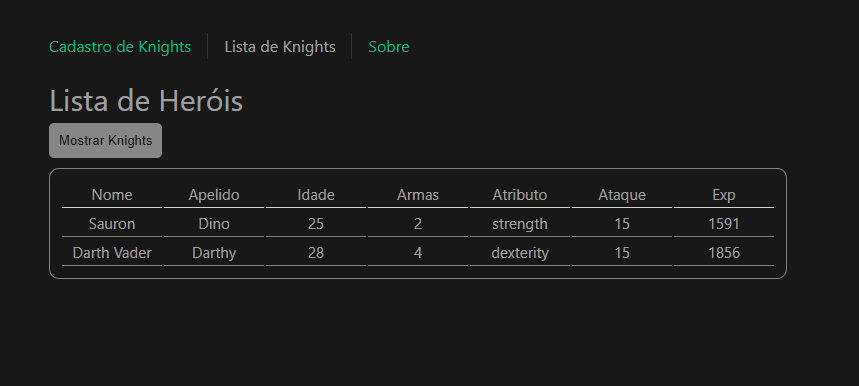 Cadastro de Knights Lista de Knights Sobre
Lista de Heróis
Mostrar Knights
Nome Apelido Idade Armas Atributo Ataque Exp
Sauron Dino 25 2 strength 15 1591
Darth Vader Darthy 28 4 dexterity 15 1856